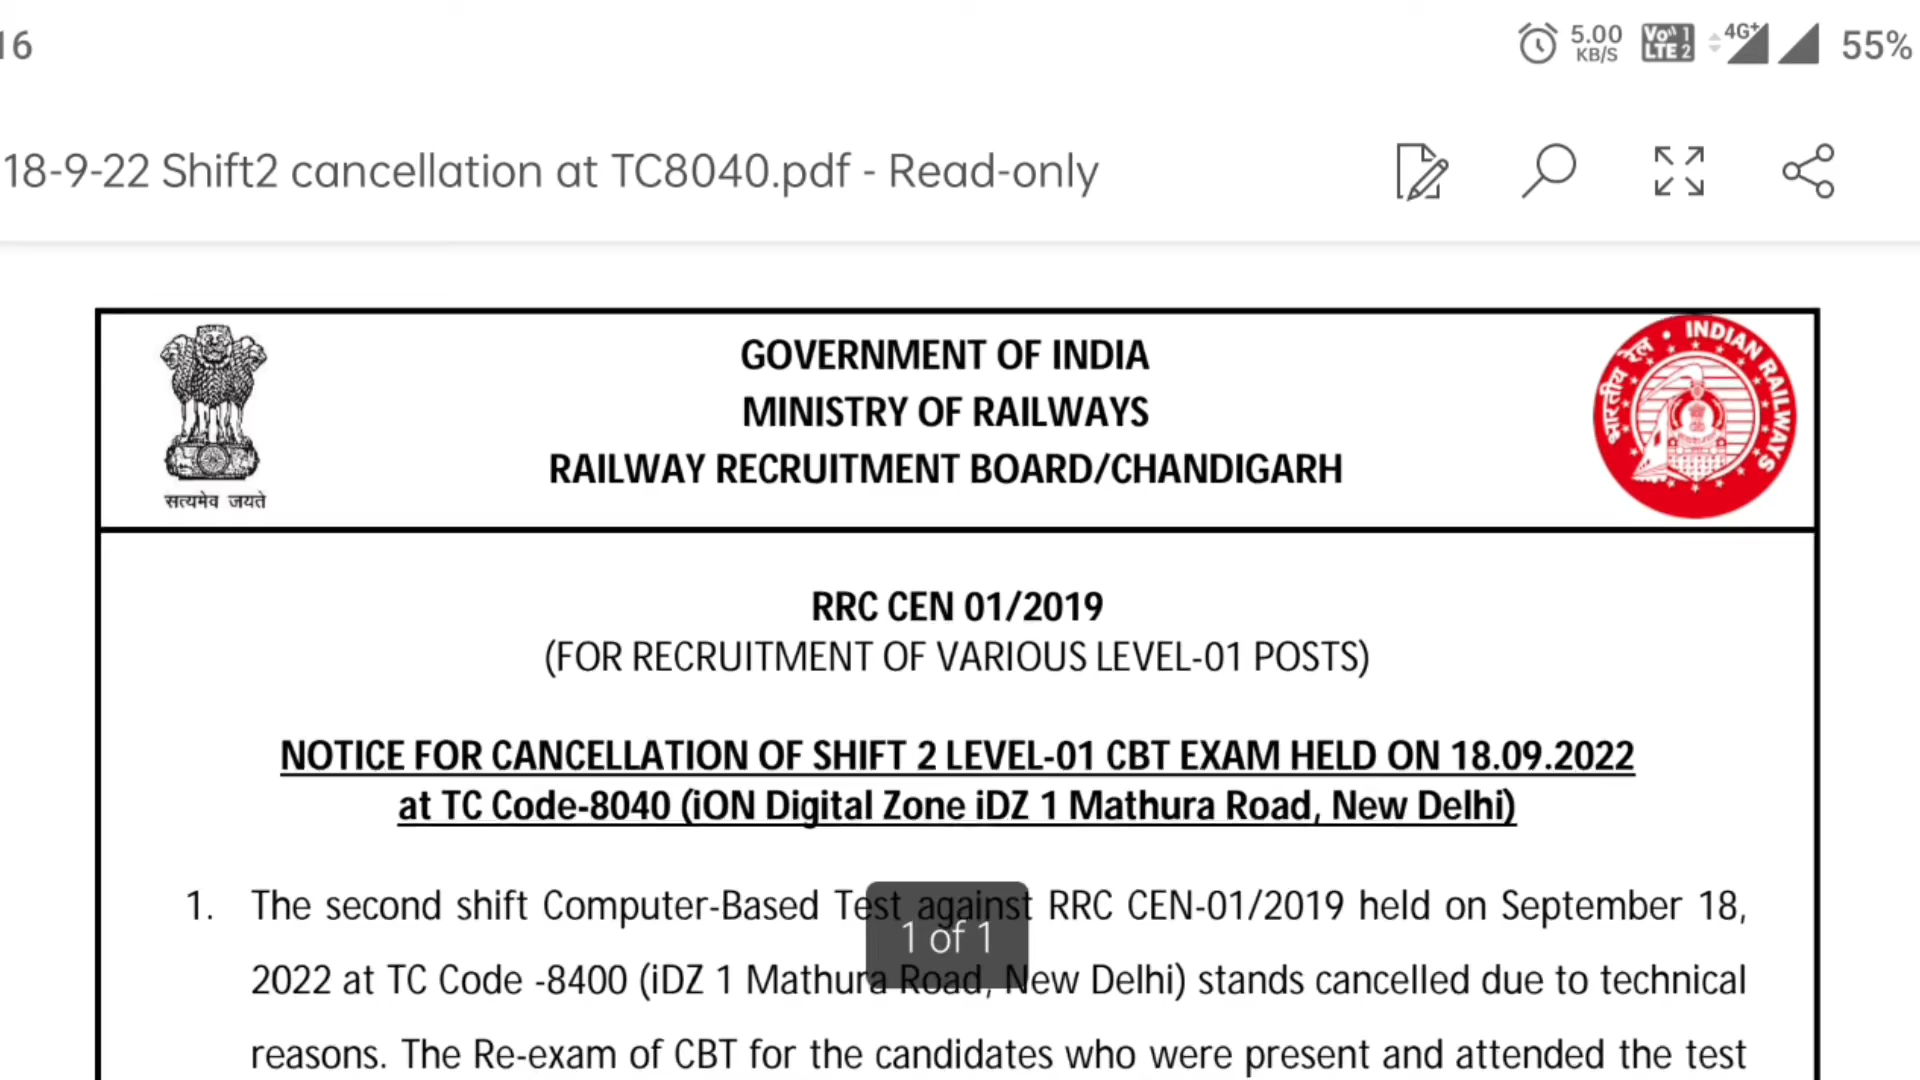 16
5.00
KB/S
Vo 1
LTE 2
4G+
55%
18-9-22 Shift2 cancellation at TC8040.pdf - Read-only
GOVERNMENT OF INDIA
MINISTRY OF RAILWAYS
RAILWAY RECRUITMENT BOARD/CHANDIGARH
सत्यमेव जयते
भारतीय रेल • INDIAN RAILWAYS
RRC CEN 01/2019
(FOR RECRUITMENT OF VARIOUS LEVEL-01 POSTS)
NOTICE FOR CANCELLATION OF SHIFT 2 LEVEL-01 CBT EXAM HELD ON 18.09.2022
at TC Code-8040 (iON Digital Zone iDZ 1 Mathura Road, New Delhi)
1. The second shift Computer-Based Test against RRC CEN-01/2019 held on September 18,
1 of 1
2022 at TC Code -8400 (iDZ 1 Mathura Road, New Delhi) stands cancelled due to technical
reasons. The Re-exam of CBT for the candidates who were present and attended the test